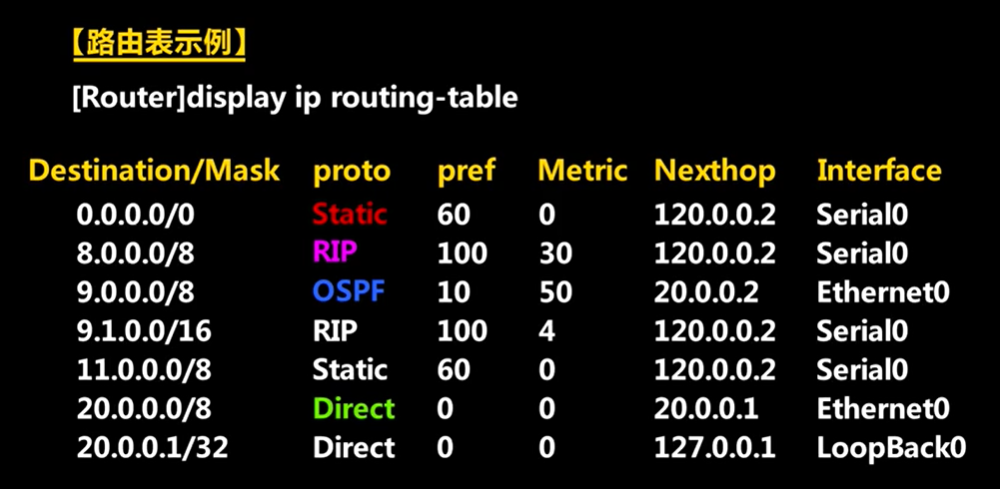 【路由表示例】
[Router]display ip routing-table
Destination/Mask proto pref Metric Nexthop Interface
0.0.0.0/0 Static 60 0 120.0.0.2 Serial0
8.0.0.0/8 RIP 100 30 120.0.0.2 Serial0
9.0.0.0/8 OSPF 10 50 20.0.0.2 Ethernet0
9.1.0.0/16 RIP 100 4 120.0.0.2 Serial0
11.0.0.0/8 Static 60 0 120.0.0.2 Serial0
20.0.0.0/8 Direct 0 0 20.0.0.1 Ethernet0
20.0.0.1/32 Direct 0 0 127.0.0.1 LoopBack0